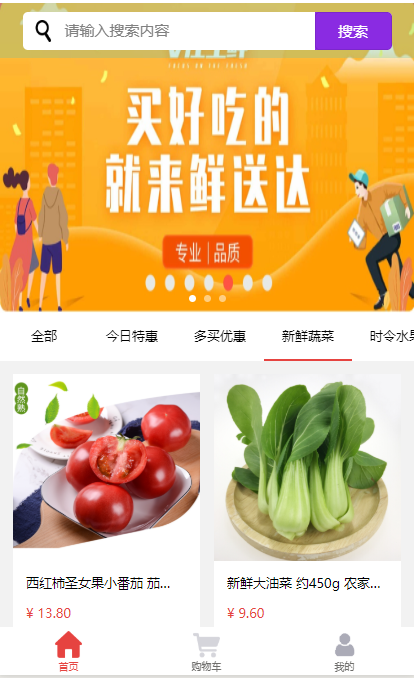 请输入搜索内容
搜索
买好吃的
就来鲜送达
专业 | 品质
全部
今日特惠
多买优惠
新鲜蔬菜
时令水果
自然熟
西红柿圣女果小番茄 茄...
新鲜大油菜 约450g 农家...
¥ 13.80
¥ 9.60
首页
购物车
我的